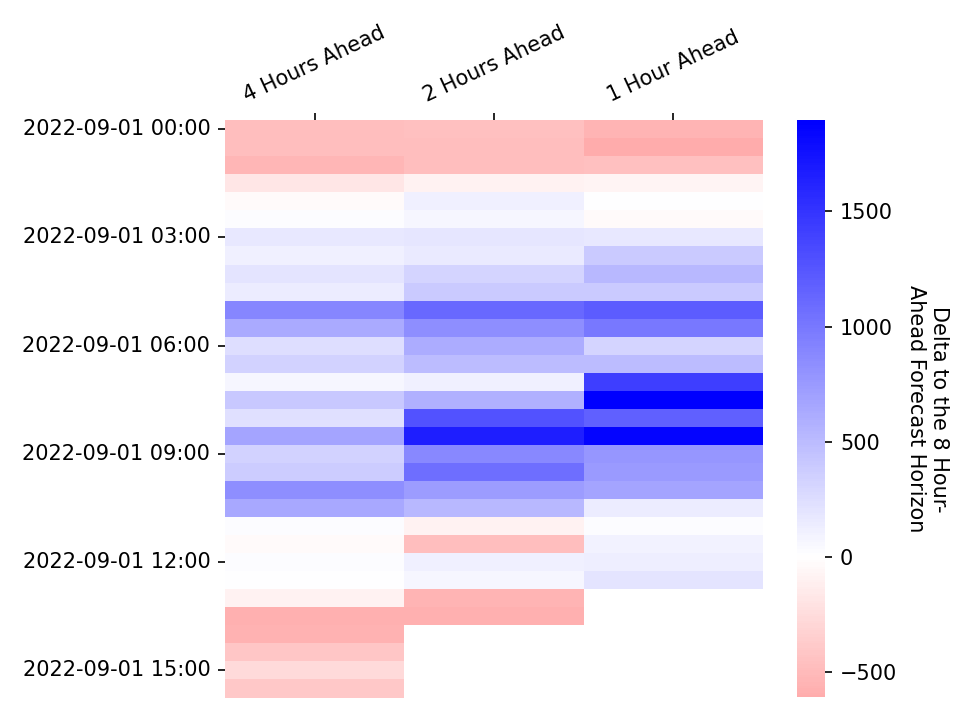 4 Hours Ahead
2 Hours Ahead
1 Hour Ahead
2022-09-01 00:00
2022-09-01 03:00
2022-09-01 06:00
2022-09-01 09:00
2022-09-01 12:00
2022-09-01 15:00
1500
1000
500
0
−500
Delta to the 8 Hour-
Ahead Forecast Horizon